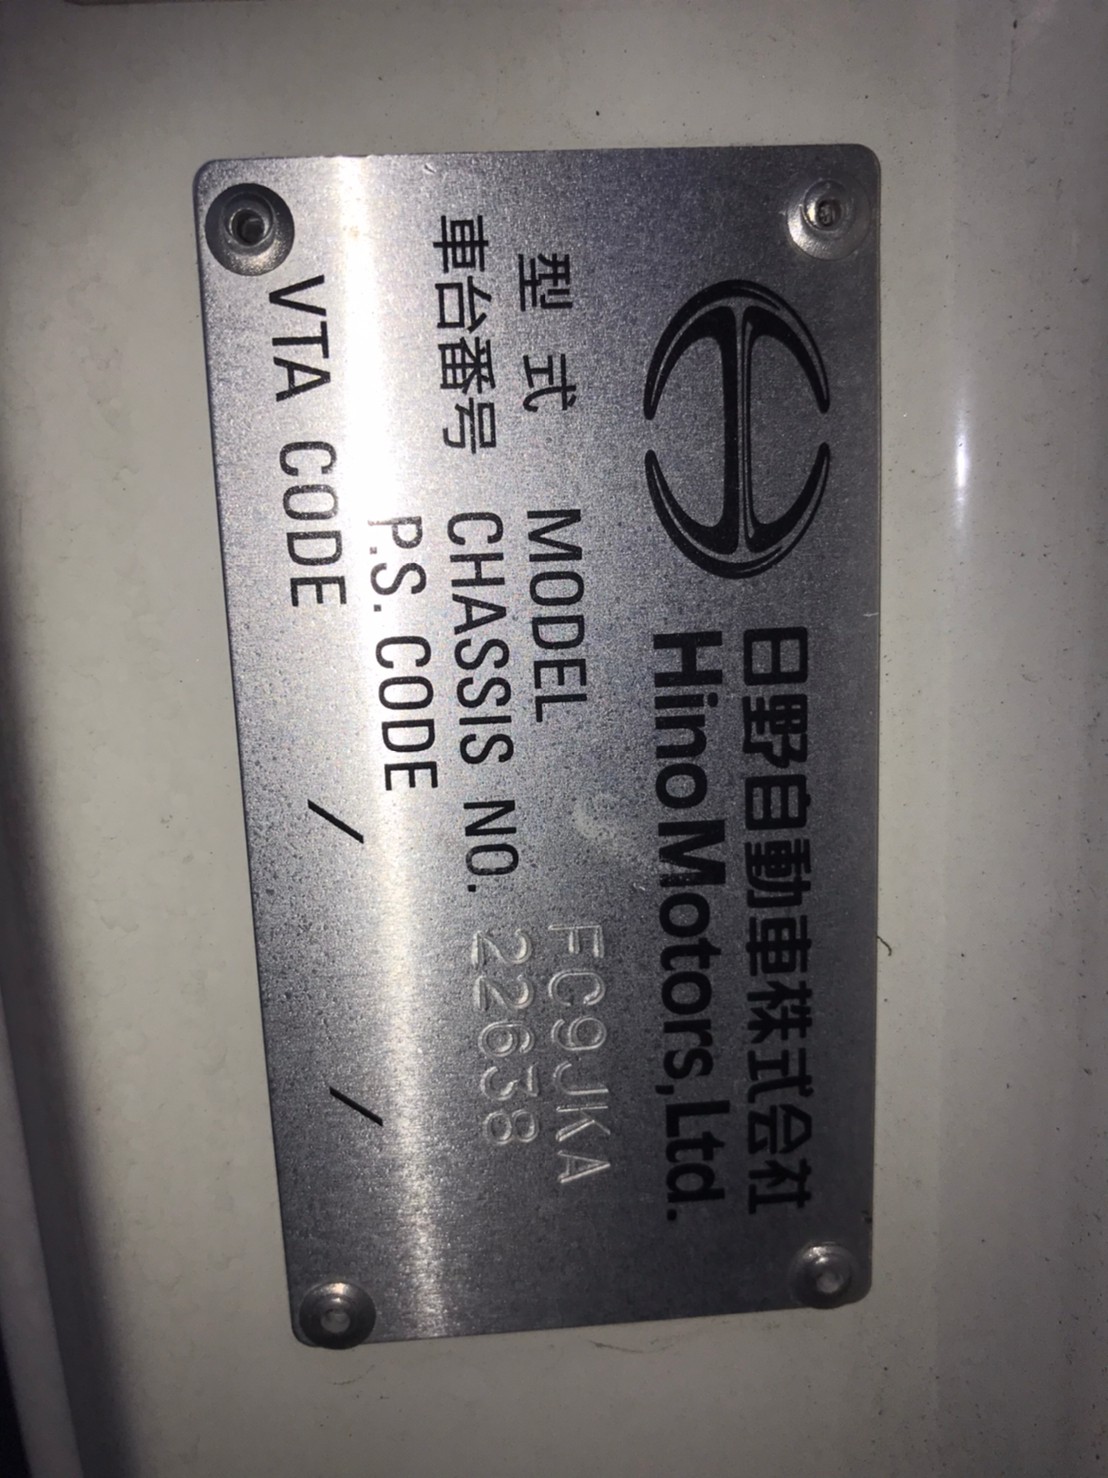 日野自動車株式会社
Hino Motors, Ltd.
型式 MODEL FC9JKA
車台番号 CHASSIS NO. 22638
P.S. CODE
VTA CODE / /